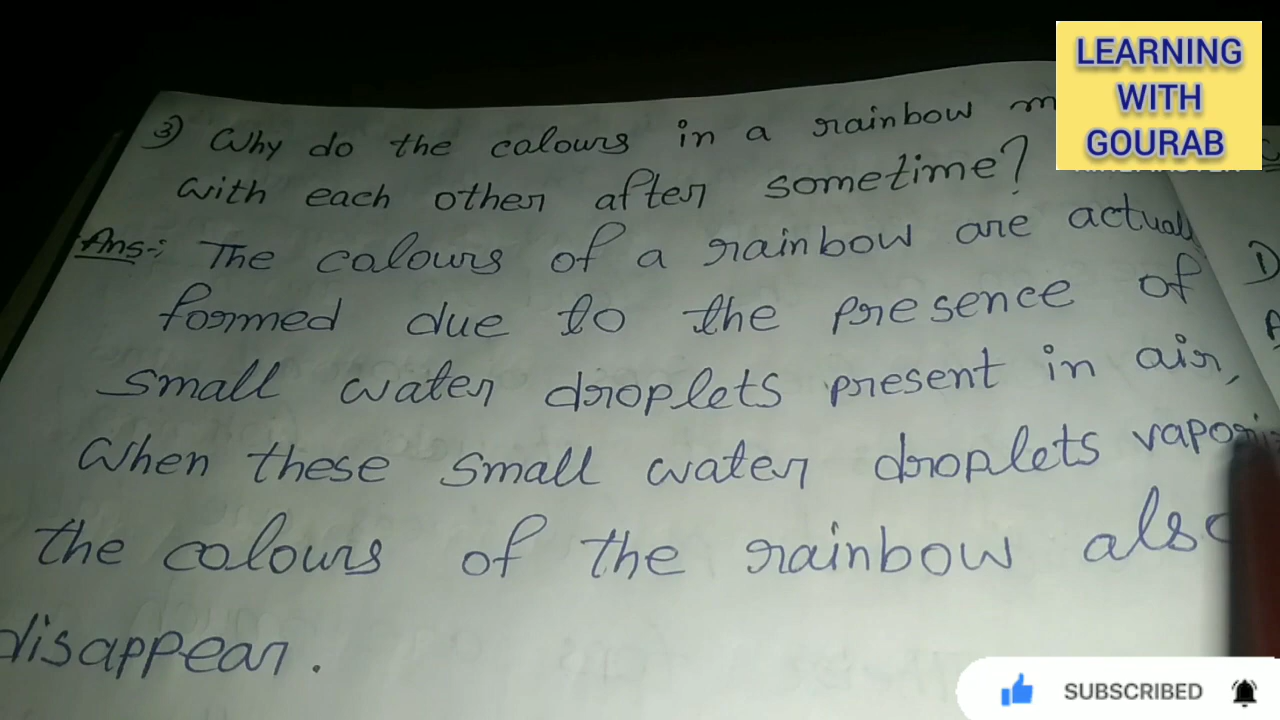 LEARNING
WITH
GOURAB
3) Why do the colours in a rainbow
with each other after sometime?
Ans-: The colours of a rainbow are actuall
formed due to the presence of
small water droplets present in air,
When these small water droplets
the colours of the rainbow also
disappear.
SUBSCRIBED